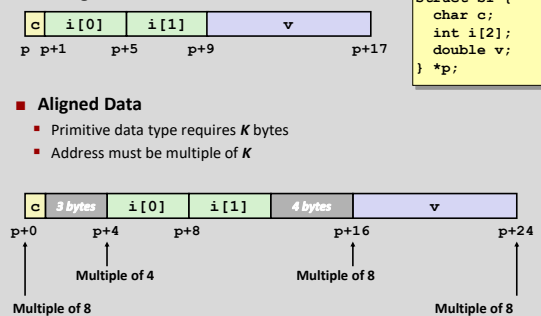 c i[0] i[1] v
p p+1 p+5 p+9 p+17
char c;
int i[2];
double v;
} *p;
■ Aligned Data
▪ Primitive data type requires K bytes
▪ Address must be multiple of K
c 3 bytes i[0] i[1] 4 bytes v
p+0 p+4 p+8 p+16 p+24
Multiple of 4 Multiple of 8
Multiple of 8 Multiple of 8